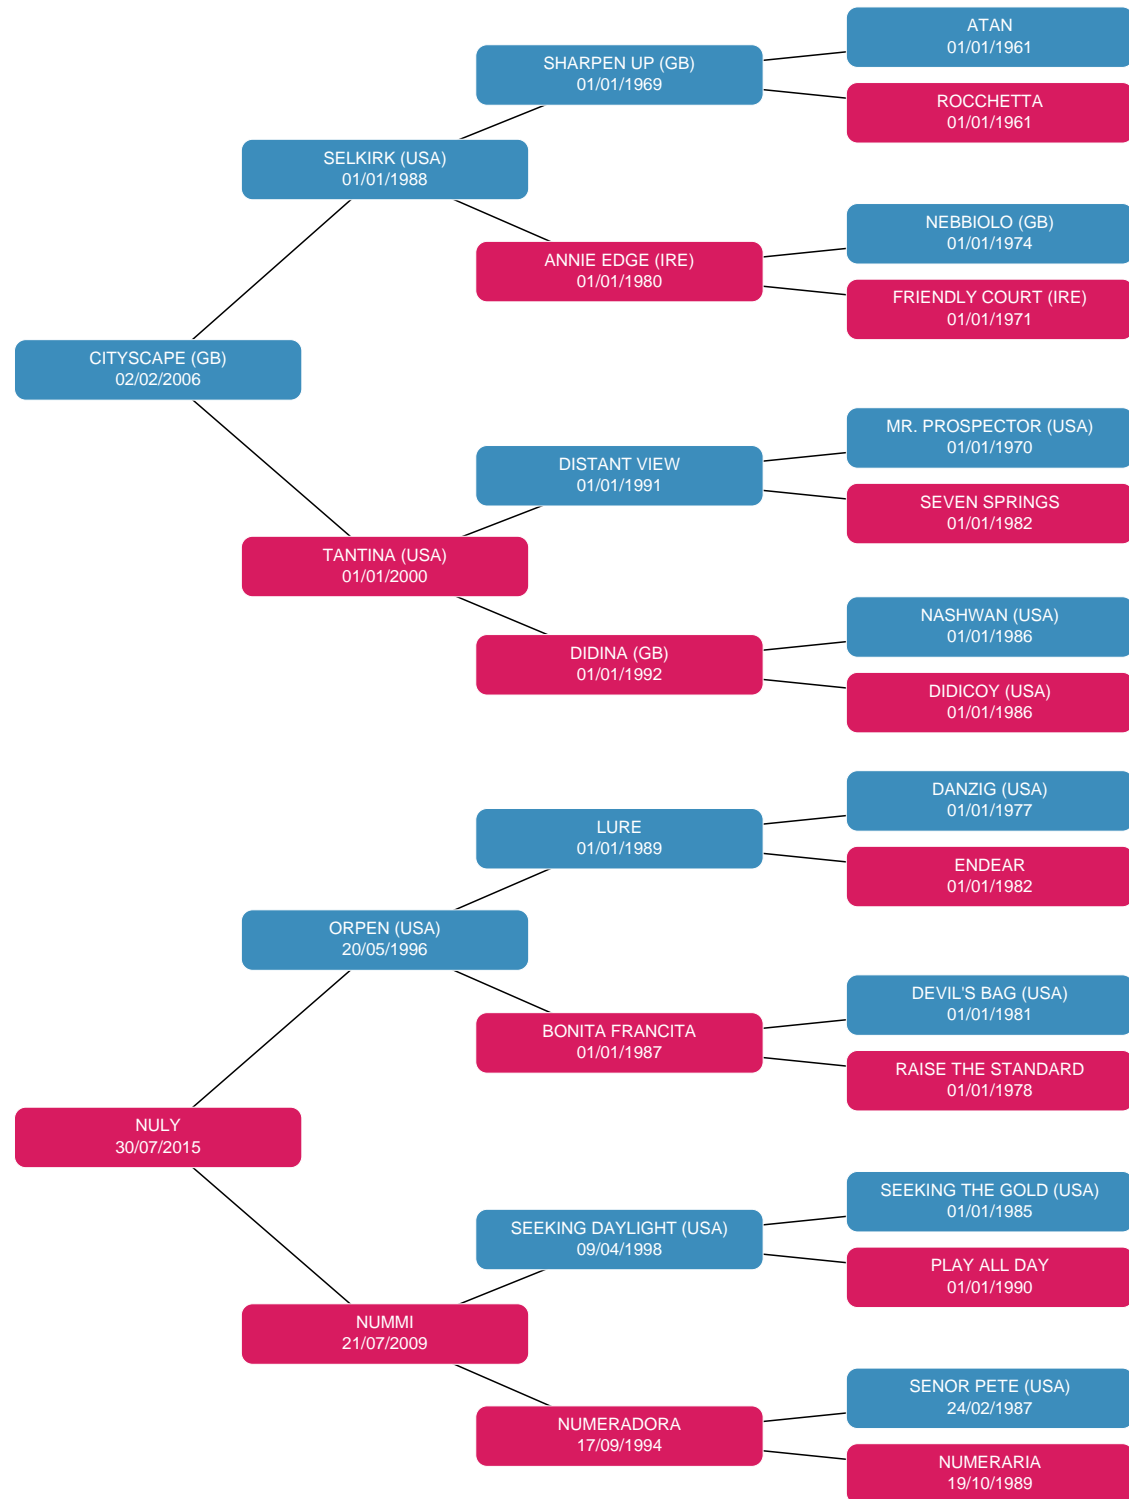 ATAN
01/01/1961
SHARPEN UP (GB)
01/01/1969
ROCCHETTA
01/01/1961
SELKIRK (USA)
01/01/1988
NEBBIOLO (GB)
01/01/1974
ANNIE EDGE (IRE)
01/01/1980
FRIENDLY COURT (IRE)
01/01/1971
CITYSCAPE (GB)
02/02/2006
MR. PROSPECTOR (USA)
01/01/1970
DISTANT VIEW
01/01/1991
SEVEN SPRINGS
01/01/1982
TANTINA (USA)
01/01/2000
NASHWAN (USA)
01/01/1986
DIDINA (GB)
01/01/1992
DIDICOY (USA)
01/01/1986
DANZIG (USA)
01/01/1977
LURE
01/01/1989
ENDEAR
01/01/1982
ORPEN (USA)
20/05/1996
DEVIL'S BAG (USA)
01/01/1981
BONITA FRANCITA
01/01/1987
RAISE THE STANDARD
01/01/1978
NULY
30/07/2015
SEEKING THE GOLD (USA)
01/01/1985
SEEKING DAYLIGHT (USA)
09/04/1998
PLAY ALL DAY
01/01/1990
NUMMI
21/07/2009
SENOR PETE (USA)
24/02/1987
NUMERADORA
17/09/1994
NUMERARIA
19/10/1989